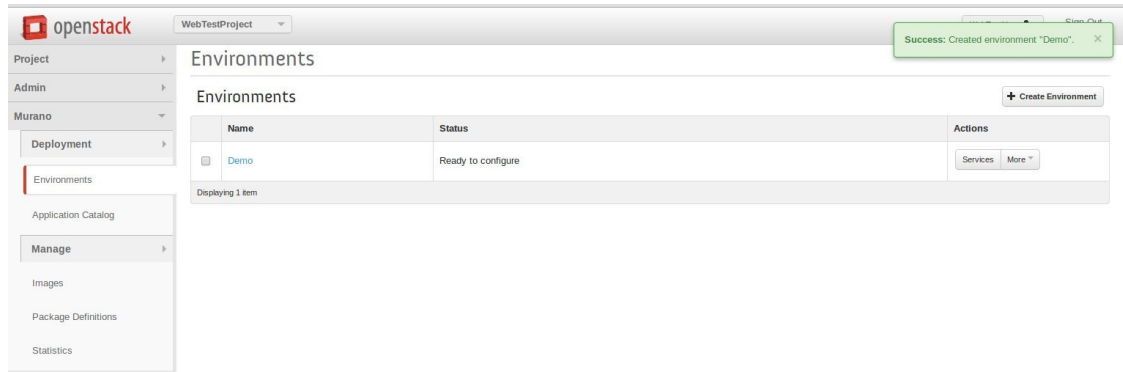 openstack
WebTestProject
Sign Out
Success: Created environment "Demo". ×
Project
Admin
Murano
Deployment
Environments
Application Catalog
Manage
Images
Package Definitions
Statistics
Environments
Environments
+ Create Environment
Name Status Actions
Demo Ready to configure Services More
Displaying 1 item